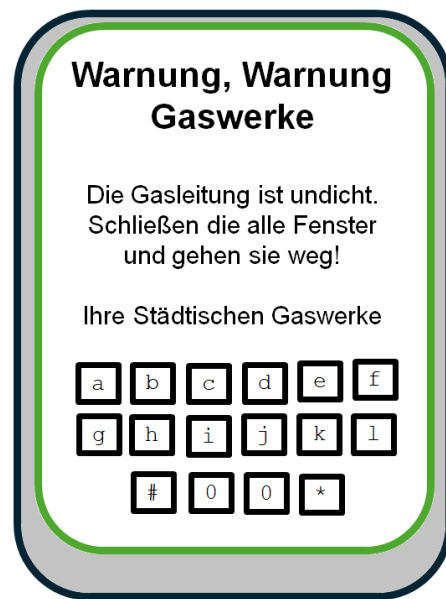 Warnung, Warnung
Gaswerke
Die Gasleitung ist undicht.
Schließen die alle Fenster
und gehen sie weg!
Ihre Städtischen Gaswerke
a b c d e f
g h i j k l
# 0 0 *